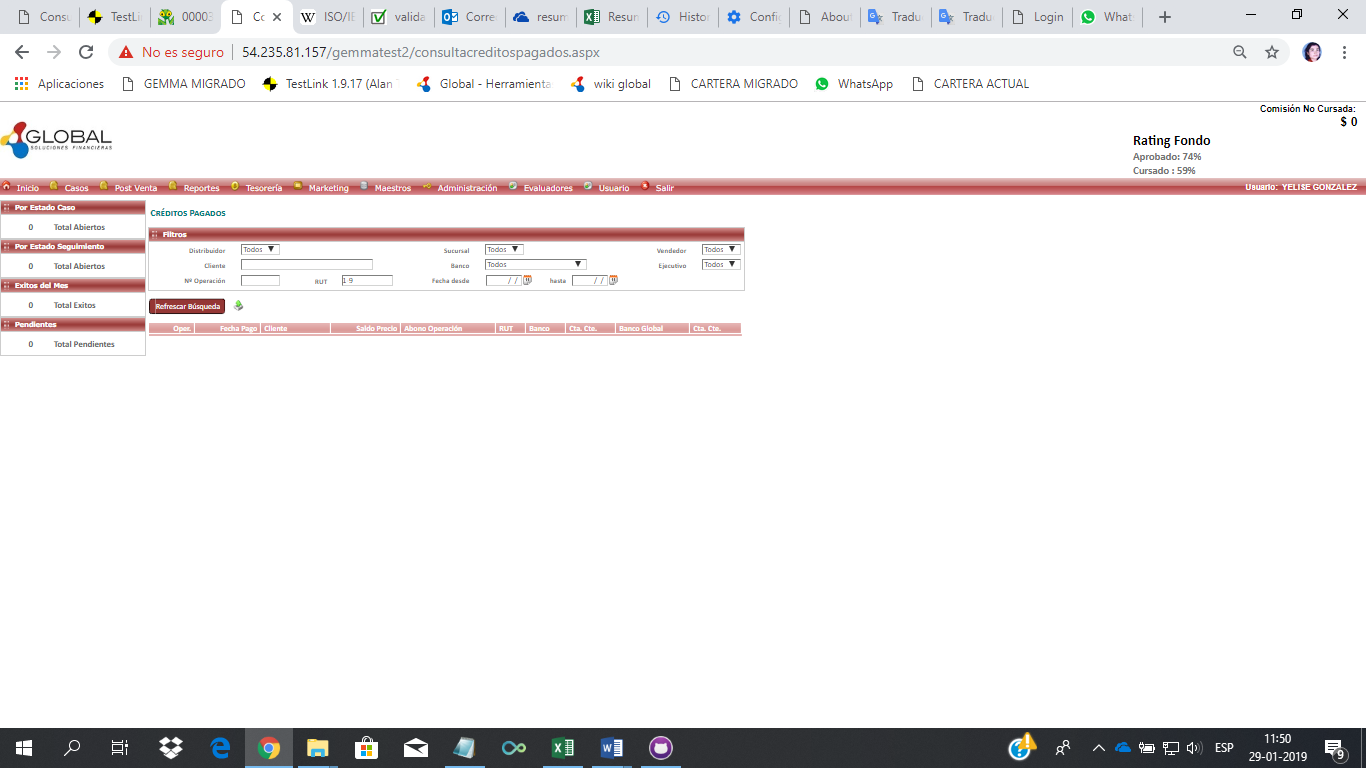 Consu
TestLi
00003
Co
ISO/IE
valida
Corre
resum
Resun
Histor
Config
About
Tradu
Tradu
Login
What
No es seguro
54.235.81.157/gemmatest2/consultacreditospagados.aspx
Aplicaciones
GEMMA MIGRADO
TestLink 1.9.17 (Alan
Global - Herramienta
wiki global
CARTERA MIGRADO
WhatsApp
CARTERA ACTUAL
Comisión No Cursada:
$ 0
GLOBAL
SOLUCIONES FINANCIERAS
Rating Fondo
Aprobado: 74%
Cursado : 59%
Inicio Casos Post Venta Reportes Tesorería Marketing Maestros Administración Evaluadores Usuario Salir
Usuario: YELISE GONZALEZ
Por Estado Caso
0 Total Abiertos
Por Estado Seguimiento
0 Total Abiertos
Exitos del Mes
0 Total Exitos
Pendientes
0 Total Pendientes
CRÉDITOS PAGADOS
Filtros
Distribuidor Todos Sucursal Todos Vendedor Todos
Cliente Banco Todos Ejecutivo Todos
Nº Operación RUT 1 9 Fecha desde / / hasta / /
Refrescar Búsqueda
Oper. Fecha Pago Cliente Saldo Precio Abono Operación RUT Banco Cta. Cte. Banco Global Cta. Cte.
ESP
11:50
29-01-2019
9